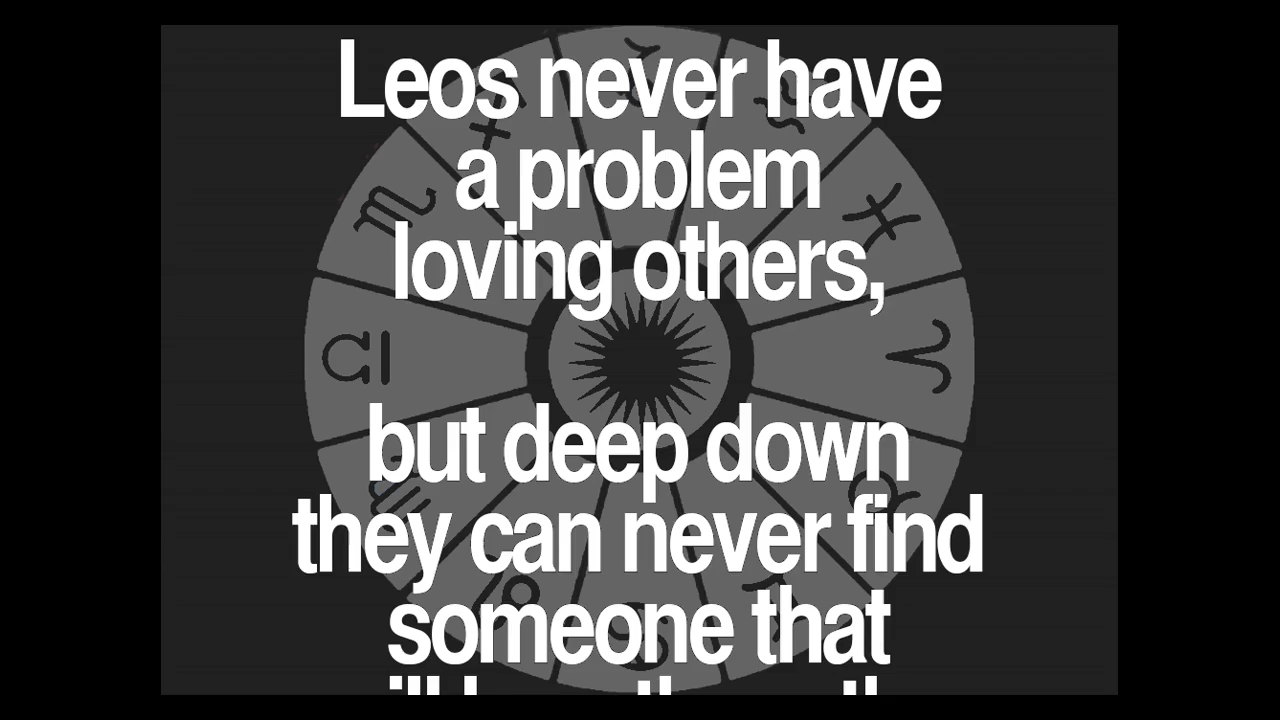 Leos never have
a problem
loving others,
but deep down
they can never find
someone that